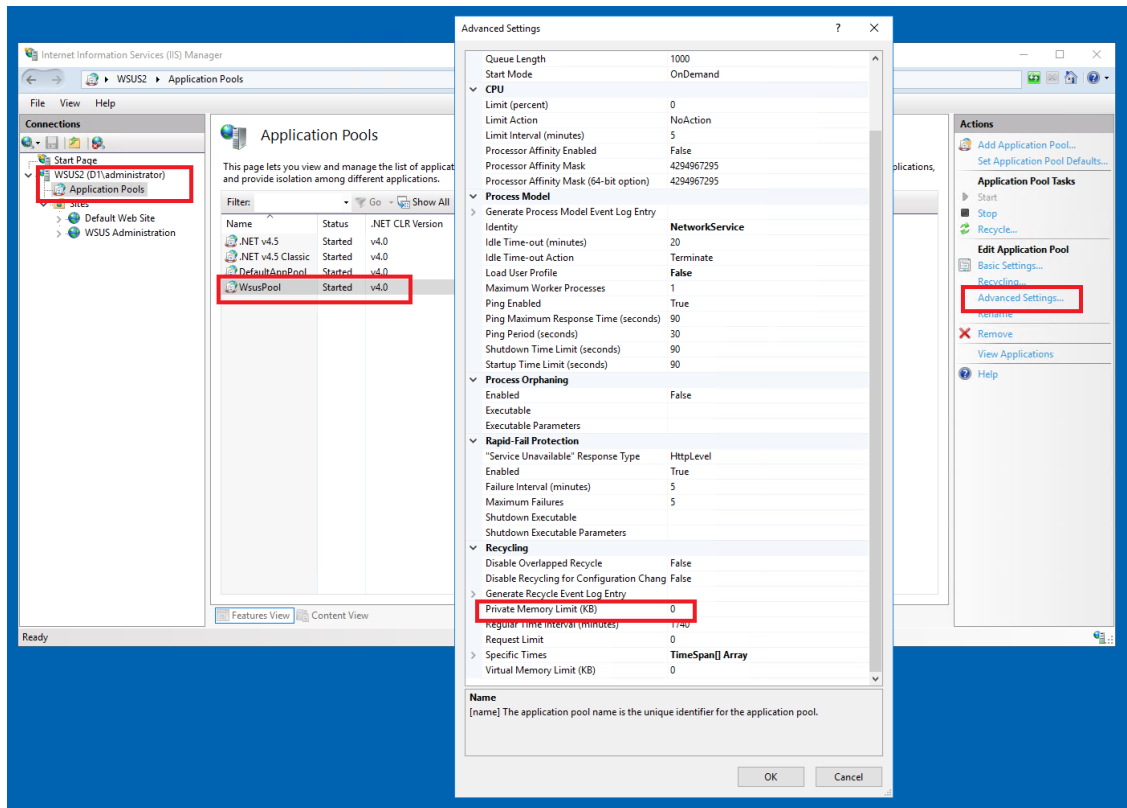 Internet Information Services (IIS) Manager
WSUS2 Application Pools
File View Help
Connections
Start Page
WSUS2 (D1\administrator)
Application Pools
Sites
Default Web Site
WSUS Administration
Application Pools
This page lets you view and manage the list of applicat
and provide isolation among different applications.
Filter: Go Show All
Name Status .NET CLR Version
.NET v4.5 Started v4.0
.NET v4.5 Classic Started v4.0
DefaultAppPool Started v4.0
WsusPool Started v4.0
Features View Content View
Ready
Advanced Settings ?
Queue Length 1000
Start Mode OnDemand
CPU
Limit (percent) 0
Limit Action NoAction
Limit Interval (minutes) 5
Processor Affinity Enabled False
Processor Affinity Mask 4294967295
Processor Affinity Mask (64-bit option) 4294967295
Process Model
Generate Process Model Event Log Entry
Identity NetworkService
Idle Time-out (minutes) 20
Idle Time-out Action Terminate
Load User Profile False
Maximum Worker Processes 1
Ping Enabled True
Ping Maximum Response Time (seconds) 90
Ping Period (seconds) 30
Shutdown Time Limit (seconds) 90
Startup Time Limit (seconds) 90
Process Orphaning
Enabled False
Executable
Executable Parameters
Rapid-Fail Protection
"Service Unavailable" Response Type HttpLevel
Enabled True
Failure Interval (minutes) 5
Maximum Failures 5
Shutdown Executable
Shutdown Executable Parameters
Recycling
Disable Overlapped Recycle False
Disable Recycling for Configuration Chang False
Generate Recycle Event Log Entry
Private Memory Limit (KB) 0
Regular Time Interval (minutes) 1740
Request Limit 0
Specific Times TimeSpan[] Array
Virtual Memory Limit (KB) 0
Name
[name] The application pool name is the unique identifier for the application pool.
OK Cancel
plications,
Actions
Add Application Pool...
Set Application Pool Defaults...
Application Pool Tasks
Start
Stop
Recycle...
Edit Application Pool
Basic Settings...
Recycling...
Advanced Settings...
Rename
Remove
View Applications
Help